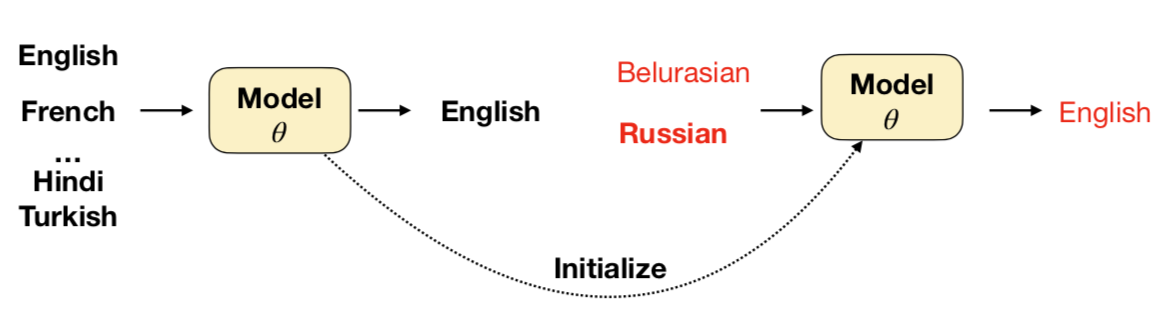 English
French
...
Hindi
Turkish
Model
θ
English
Belurasian
Russian
Model
θ
English
Initialize